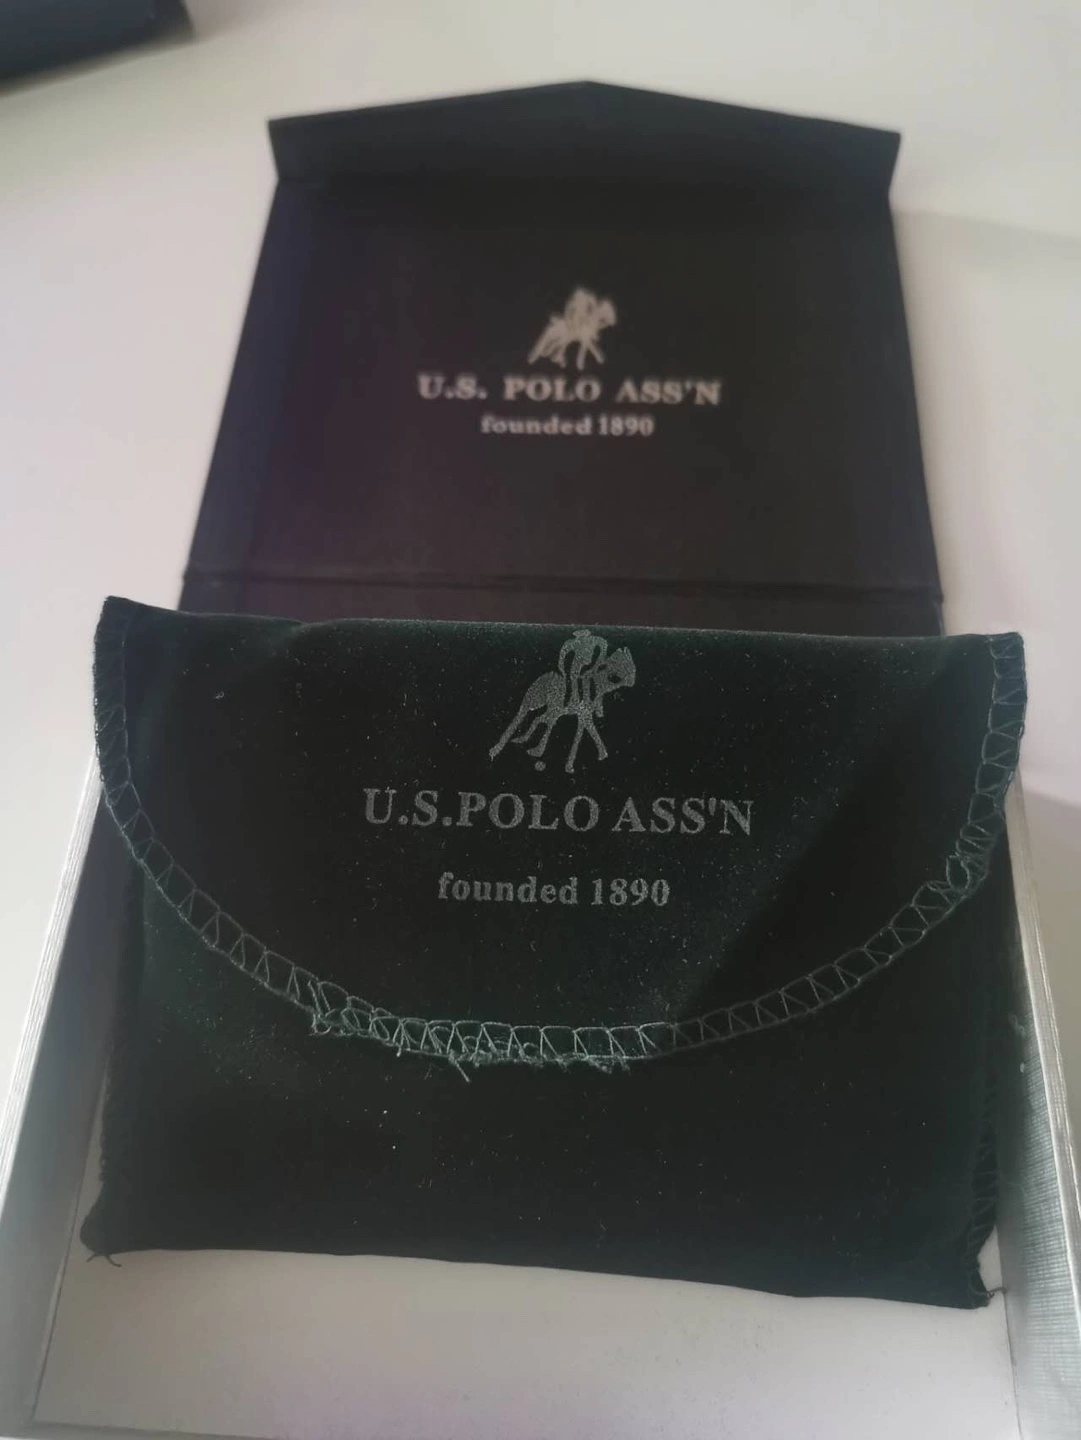 U.S. POLO ASS'N
founded 1890
U.S.POLO ASS'N
founded 1890